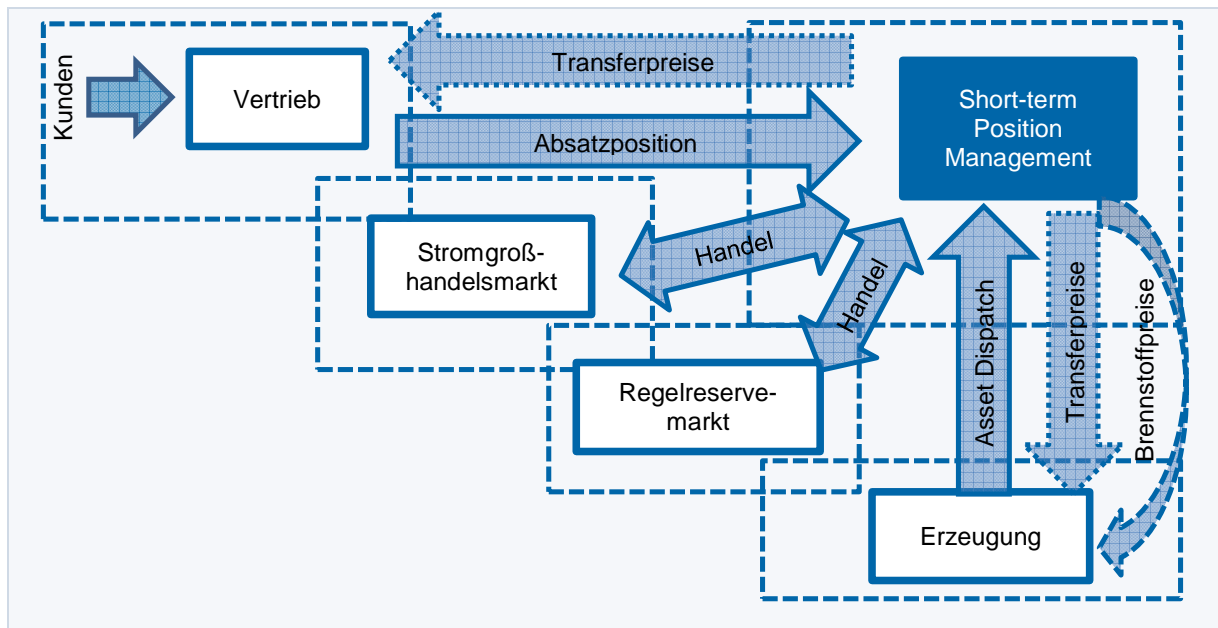 Kunden
Vertrieb
Transferpreise
Absatzposition
Short-term
Position
Management
Stromgroß-
handelsmarkt
Handel
Handel
Regelreserve-
markt
Asset Dispatch
Transferpreise
Brennstoffpreise
Erzeugung